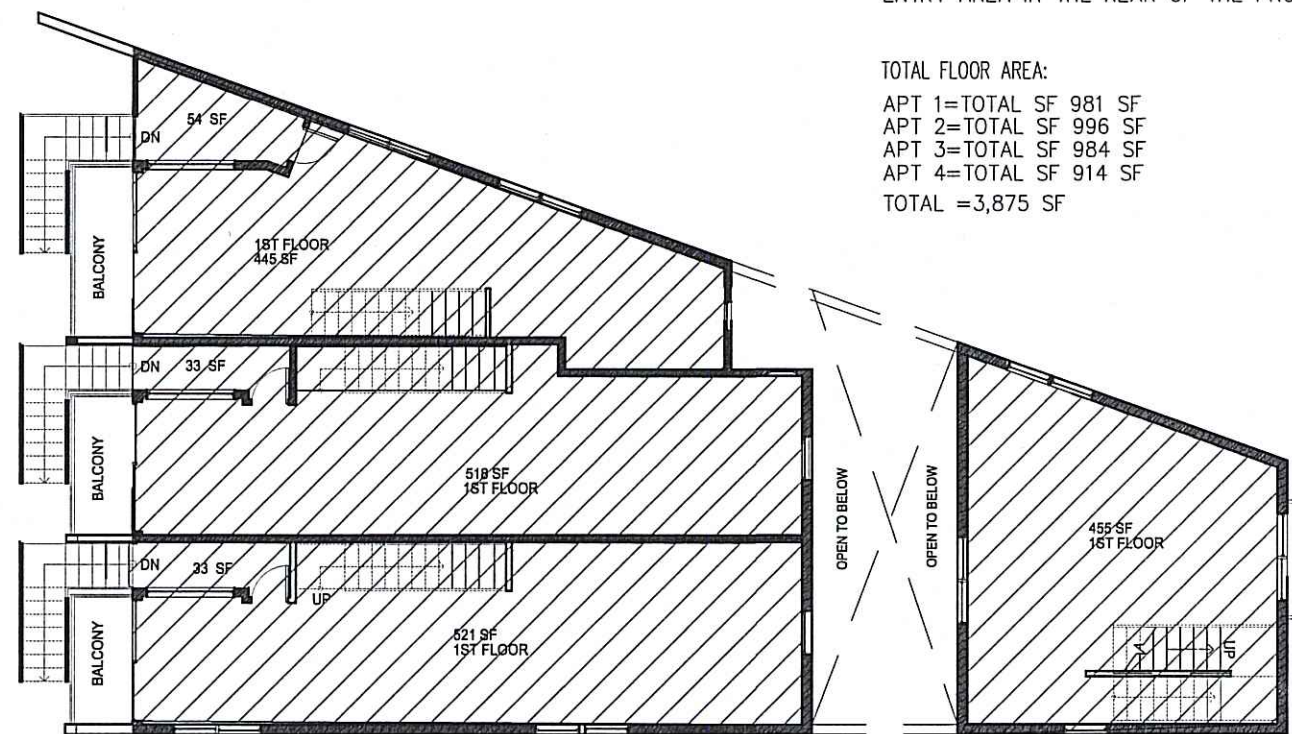 TOTAL FLOOR AREA:
APT 1=TOTAL SF 981 SF
APT 2=TOTAL SF 996 SF
APT 3=TOTAL SF 984 SF
APT 4=TOTAL SF 914 SF
TOTAL =3,875 SF
54 SF
DN
1ST FLOOR
445 SF
BALCONY
DN
33 SF
BALCONY
518 SF
1ST FLOOR
OPEN TO BELOW
OPEN TO BELOW
455 SF
1ST FLOOR
UP
DN
33 SF
UP
BALCONY
521 SF
1ST FLOOR